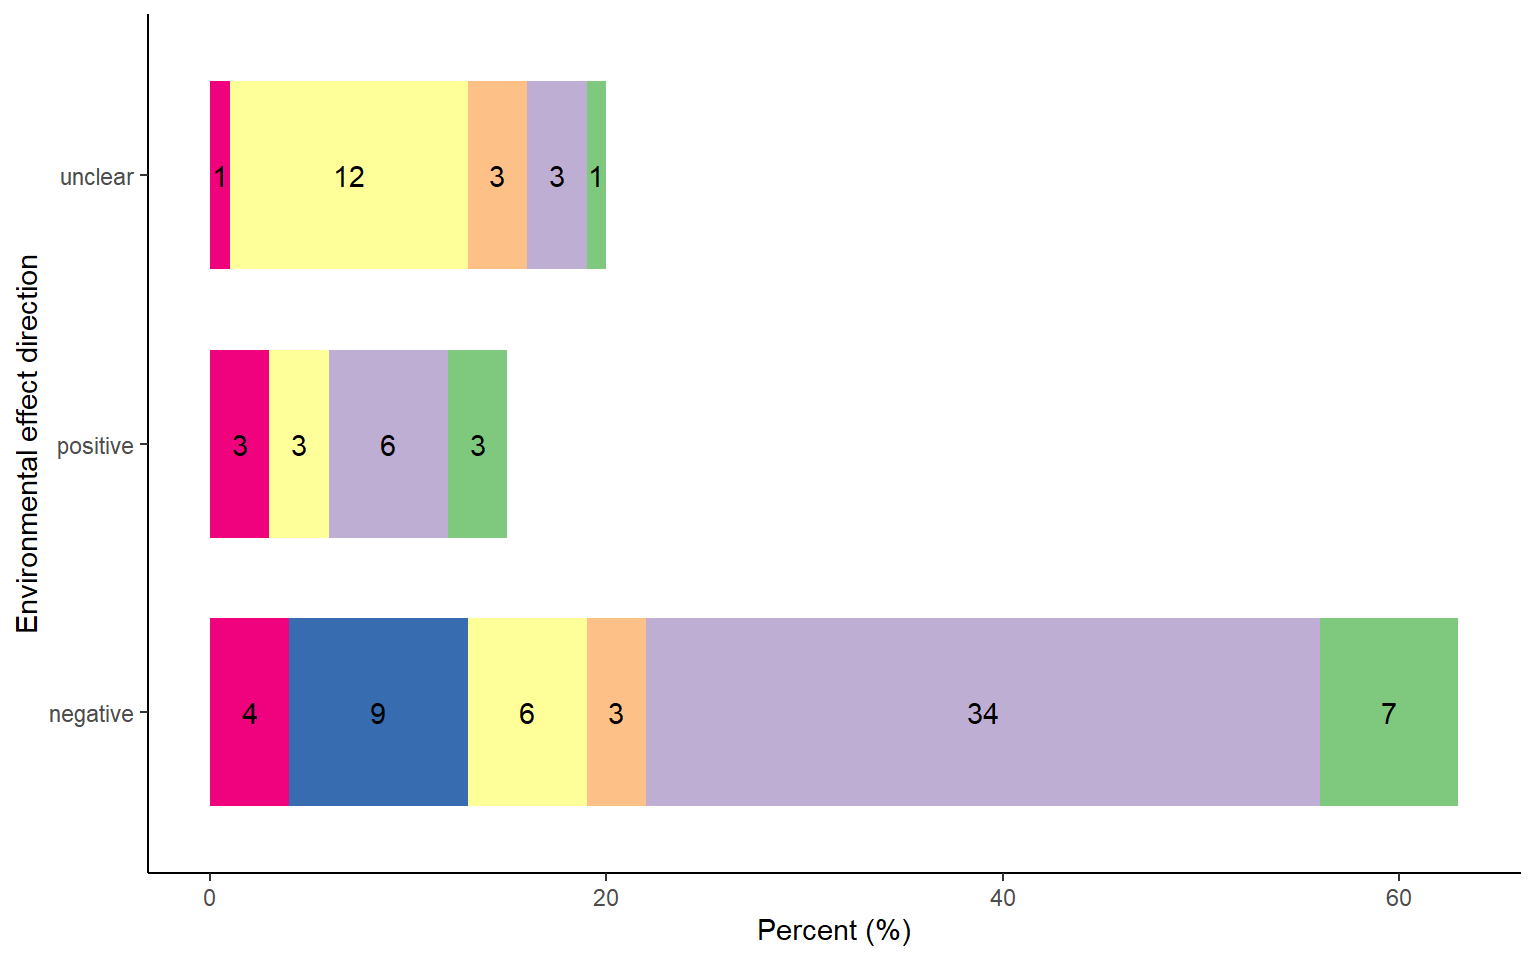 Environmental effect direction
unclear
1 12 3 3 1
positive
3 3 6 3
negative
4 9 6 3 34 7
0 20 40 60
Percent (%)